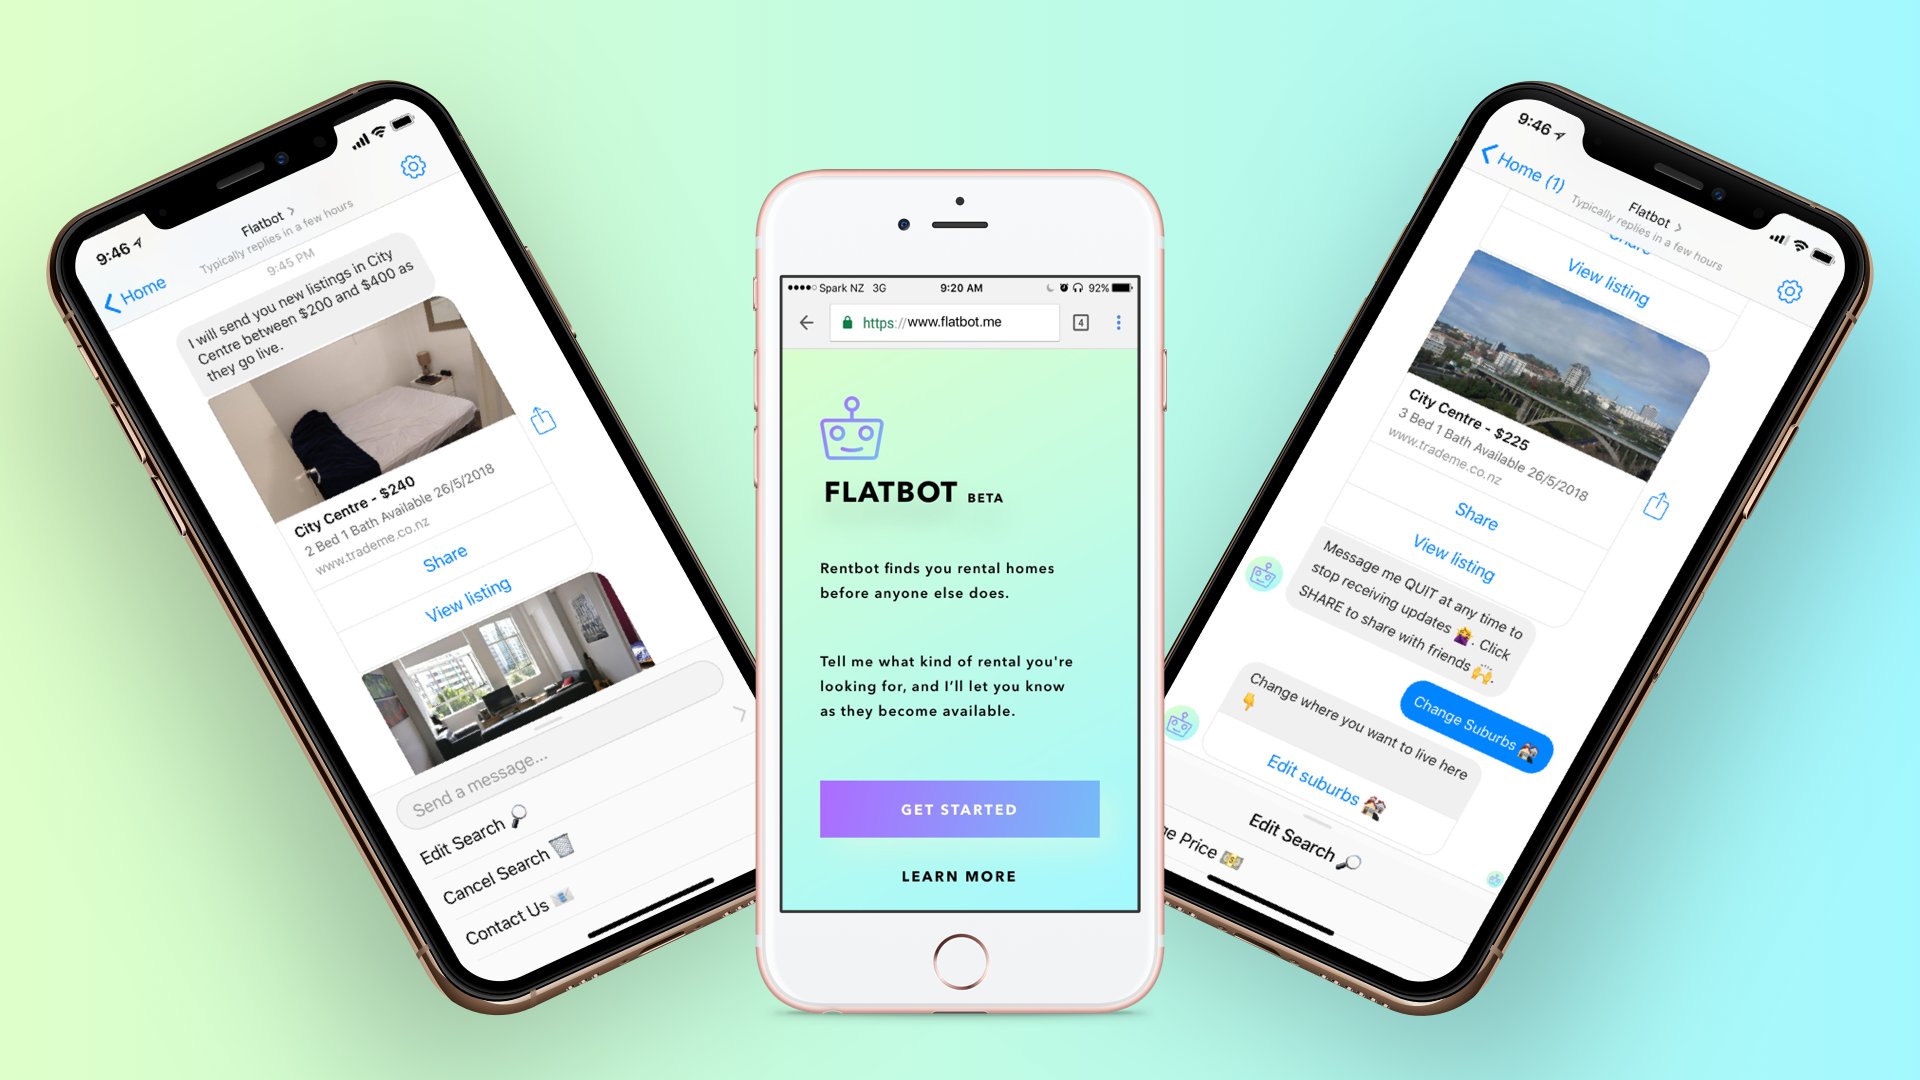 9:46
Home
Flatbot
Typically replies in a few hours
9:45 PM
I will send you new listings in City
Centre between $200 and $400 as
they go live.
City Centre - $240
2 Bed 1 Bath Available 26/5/2018
www.trademe.co.nz
Share
View listing
Send a message...
Edit Search 🔎
Cancel Search 🗑
Contact Us 📧
Spark NZ 3G 9:20 AM 92%
https://www.flatbot.me 4
FLATBOT BETA
Rentbot finds you rental homes
before anyone else does.
Tell me what kind of rental you're
looking for, and I'll let you know
as they become available.
GET STARTED
LEARN MORE
9:46
Home (1)
Flatbot
Typically replies in a few hours
Share
View listing
City Centre - $225
3 Bed 1 Bath Available 26/5/2018
www.trademe.co.nz
Share
View listing
Message me QUIT at any time to
stop receiving updates 🙅‍♀️. Click
SHARE to share with friends 🙌.
Change Suburbs 🏘
Change where you want to live here
👇
Edit suburbs 🏘
Edit Search 🔎
ge Price 💵